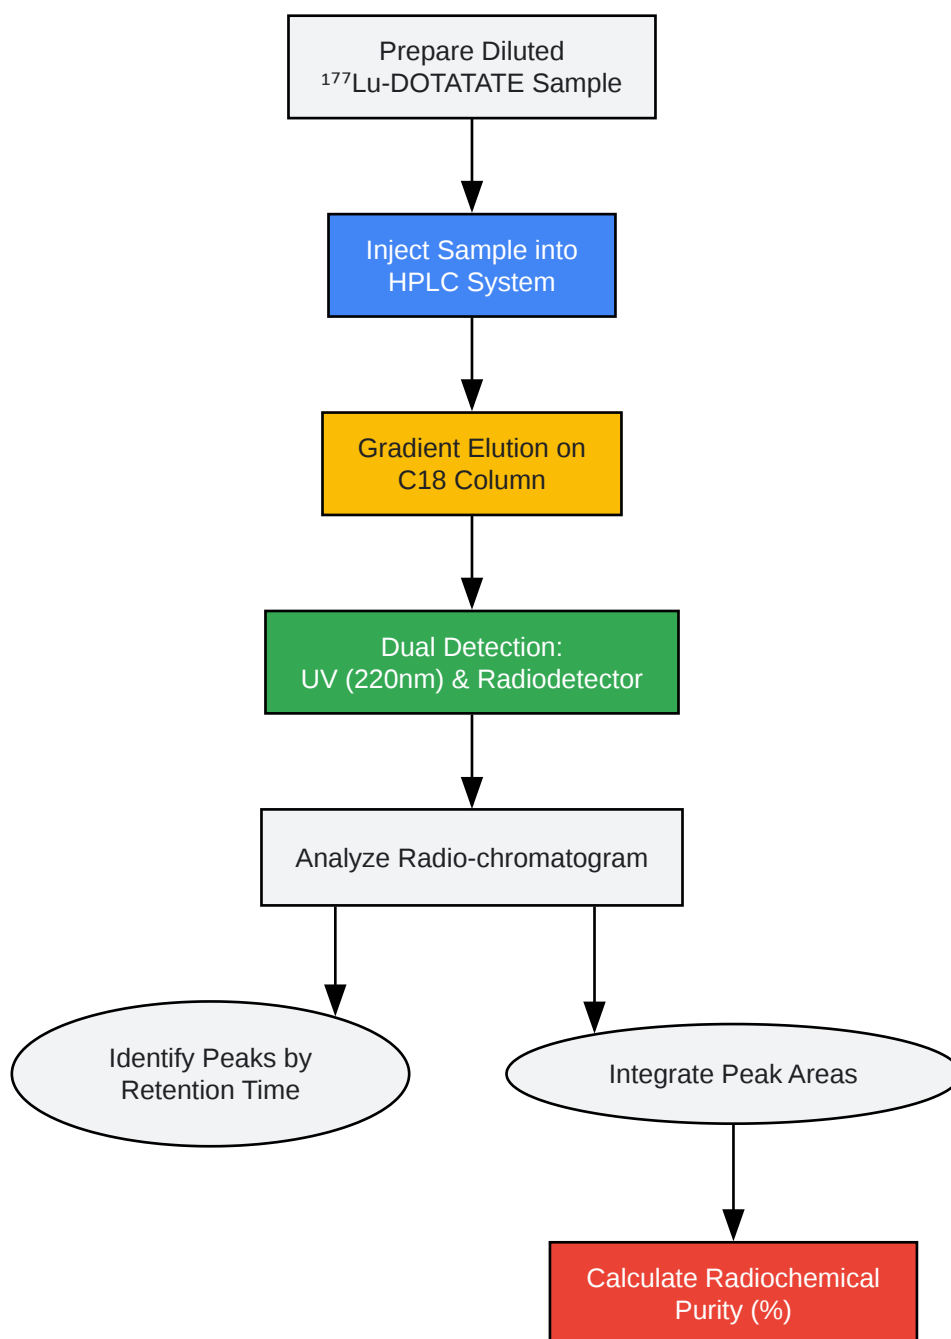 Prepare Diluted
¹⁷⁷Lu-DOTATATE Sample
Inject Sample into
HPLC System
Gradient Elution on
C18 Column
Dual Detection:
UV (220nm) & Radiodetector
Analyze Radio-chromatogram
Identify Peaks by
Retention Time
Integrate Peak Areas
Calculate Radiochemical
Purity (%)